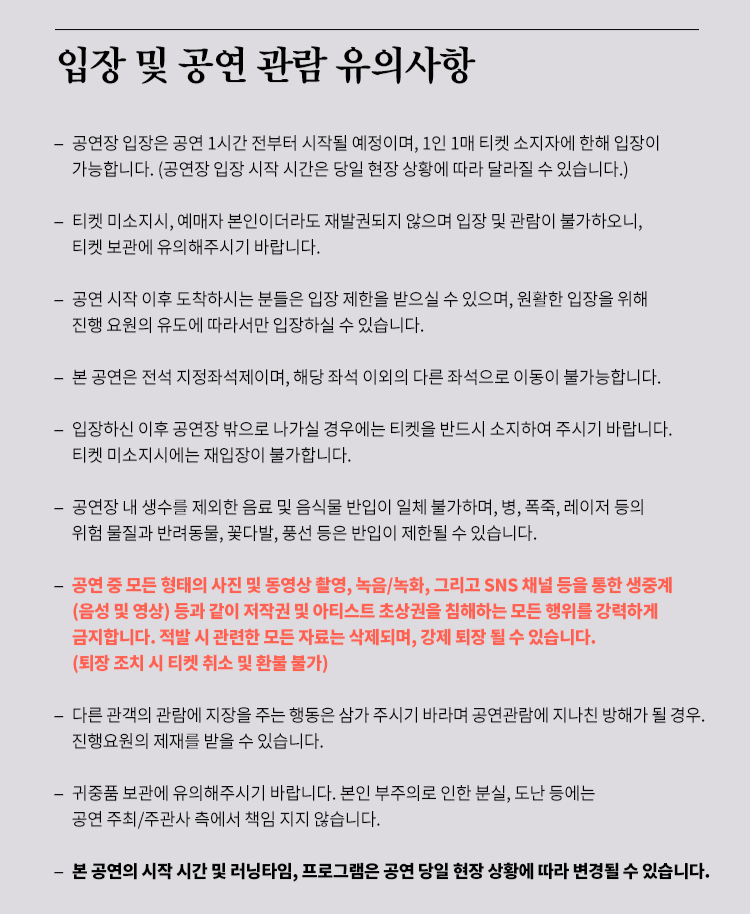 입장 및 공연 관람 유의사항
– 공연장 입장은 공연 1시간 전부터 시작될 예정이며, 1인 1매 티켓 소지자에 한해 입장이
가능합니다. (공연장 입장 시작 시간은 당일 현장 상황에 따라 달라질 수 있습니다.)
– 티켓 미소지시, 예매자 본인이더라도 재발권되지 않으며 입장 및 관람이 불가하오니,
티켓 보관에 유의해주시기 바랍니다.
– 공연 시작 이후 도착하시는 분들은 입장 제한을 받으실 수 있으며, 원활한 입장을 위해
진행 요원의 유도에 따라서만 입장하실 수 있습니다.
– 본 공연은 전석 지정좌석제이며, 해당 좌석 이외의 다른 좌석으로 이동이 불가능합니다.
– 입장하신 이후 공연장 밖으로 나가실 경우에는 티켓을 반드시 소지하여 주시기 바랍니다.
티켓 미소지시에는 재입장이 불가합니다.
– 공연장 내 생수를 제외한 음료 및 음식물 반입이 일체 불가하며, 병, 폭죽, 레이저 등의
위험 물질과 반려동물, 꽃다발, 풍선 등은 반입이 제한될 수 있습니다.
– 공연 중 모든 형태의 사진 및 동영상 촬영, 녹음/녹화, 그리고 SNS 채널 등을 통한 생중계
(음성 및 영상) 등과 같이 저작권 및 아티스트 초상권을 침해하는 모든 행위를 강력하게
금지합니다. 적발 시 관련한 모든 자료는 삭제되며, 강제 퇴장 될 수 있습니다.
(퇴장 조치 시 티켓 취소 및 환불 불가)
– 다른 관객의 관람에 지장을 주는 행동은 삼가 주시기 바라며 공연관람에 지나친 방해가 될 경우.
진행요원의 제재를 받을 수 있습니다.
– 귀중품 보관에 유의해주시기 바랍니다. 본인 부주의로 인한 분실, 도난 등에는
공연 주최/주관사 측에서 책임 지지 않습니다.
– 본 공연의 시작 시간 및 러닝타임, 프로그램은 공연 당일 현장 상황에 따라 변경될 수 있습니다.